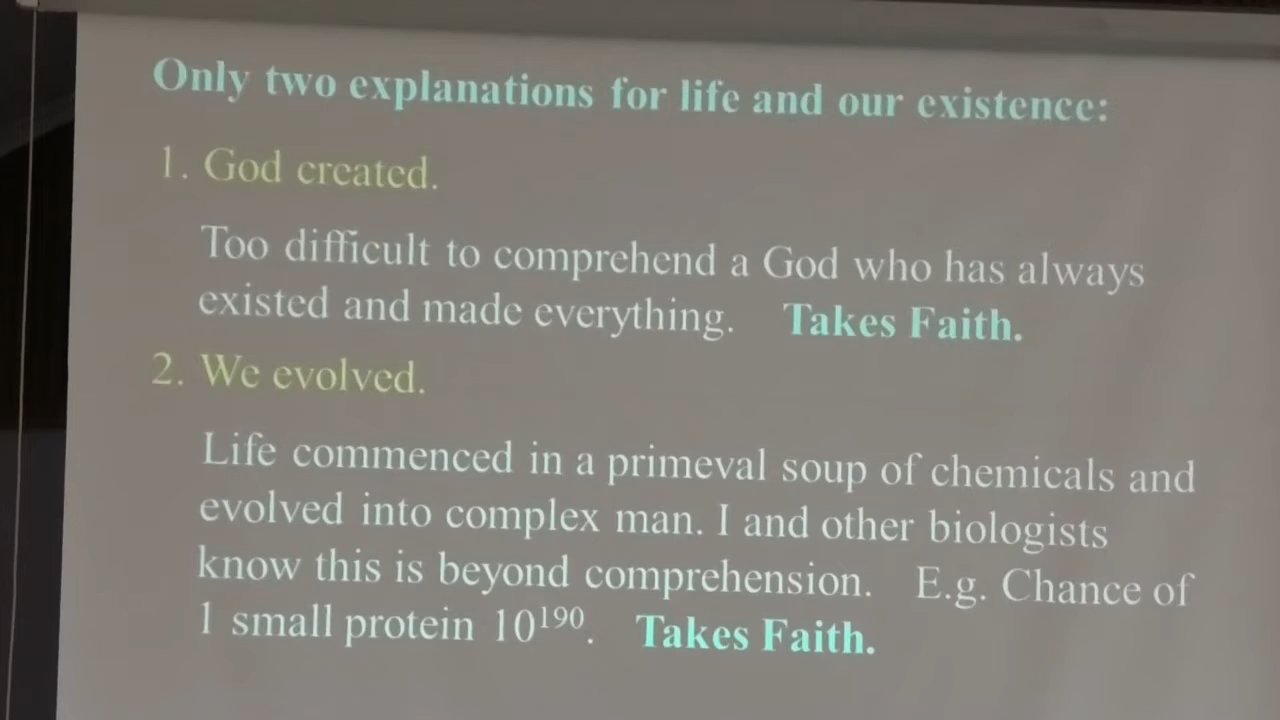 Only two explanations for life and our existence:
1. God created.
Too difficult to comprehend a God who has always
existed and made everything. Takes Faith.
2. We evolved.
Life commenced in a primeval soup of chemicals and
evolved into complex man. I and other biologists
know this is beyond comprehension. E.g. Chance of
1 small protein 10¹⁹⁰. Takes Faith.